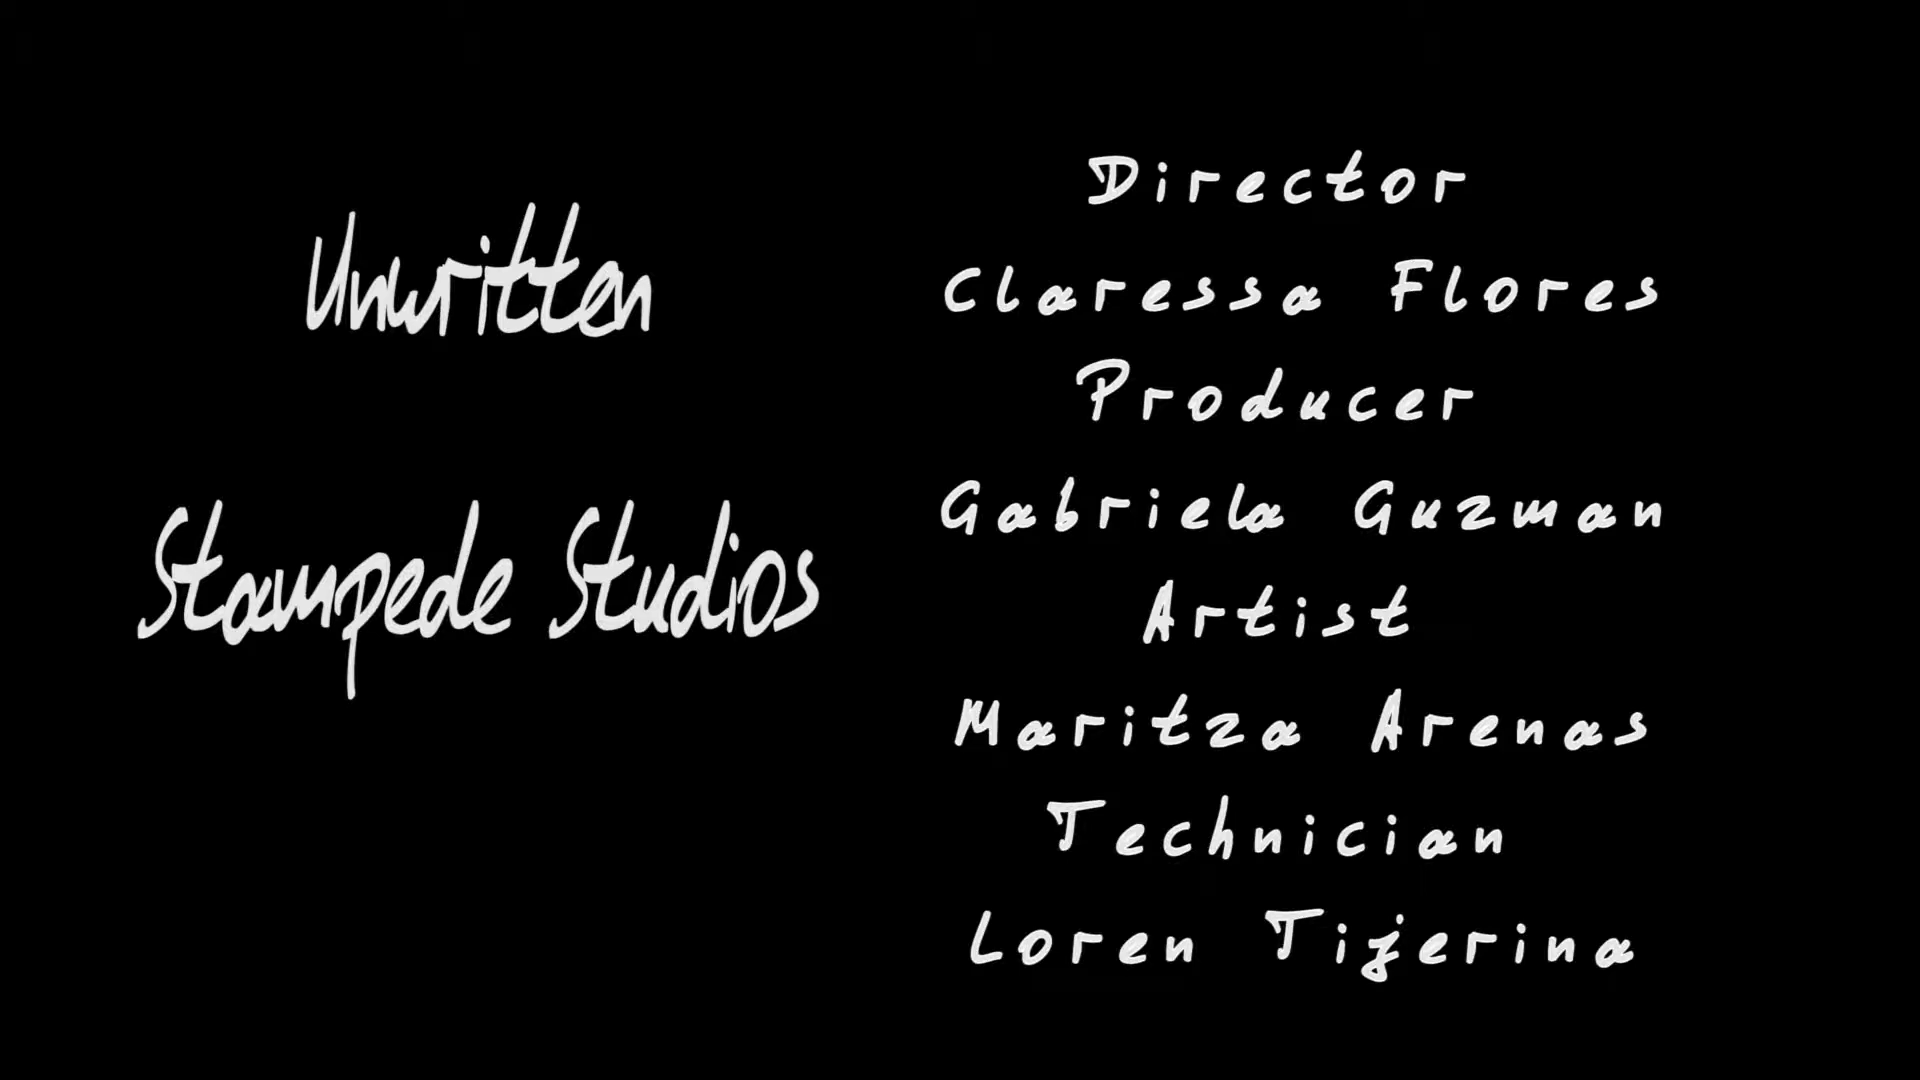 Unwritten
Stampede Studios
Director
Claressa Flores
Producer
Gabriela Guzman
Artist
Maritza Arenas
Technician
Loren Tijerina